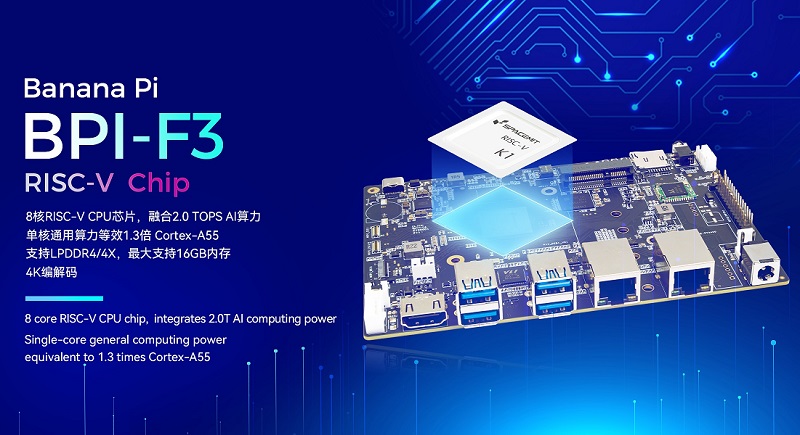 Banana Pi
BPI-F3
RISC-V Chip
8核RISC-V CPU芯片，融合2.0 TOPS AI算力
单核通用算力等效1.3倍 Cortex-A55
支持LPDDR4/4X，最大支持16GB内存
4K编解码
8 core RISC-V CPU chip, integrates 2.0T AI computing power
Single-core general computing power
equivalent to 1.3 times Cortex-A55
SPACEMIT
RISC-V
K1